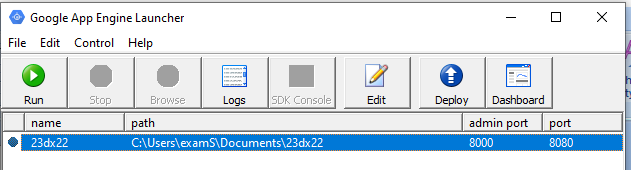 Google App Engine Launcher
File Edit Control Help
Run Stop Browse Logs SDK Console Edit Deploy Dashboard
name path admin port port
23dx22 C:\Users\examS\Documents\23dx22 8000 8080